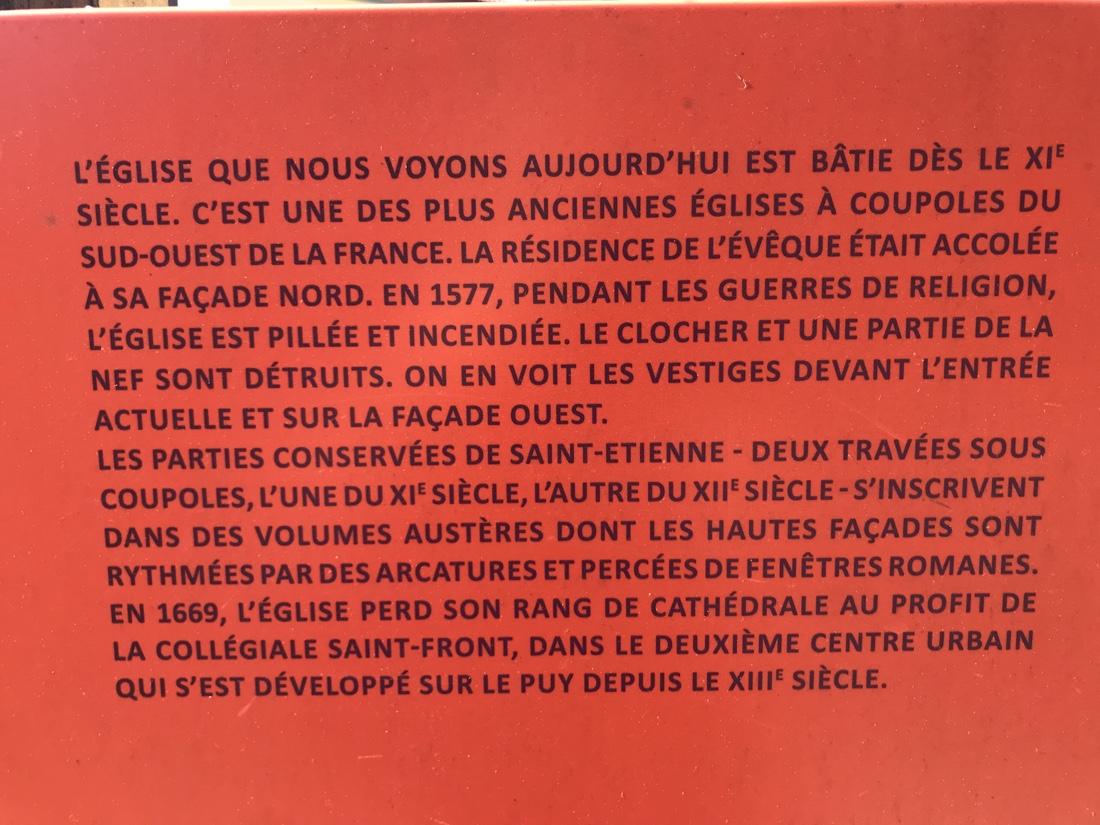 L'ÉGLISE QUE NOUS VOYONS AUJOURD'HUI EST BÂTIE DÈS LE XIE
SIÈCLE. C'EST UNE DES PLUS ANCIENNES ÉGLISES À COUPOLES DU
SUD-OUEST DE LA FRANCE. LA RÉSIDENCE DE L'ÉVÊQUE ÉTAIT ACCOLÉE
À SA FAÇADE NORD. EN 1577, PENDANT LES GUERRES DE RELIGION,
L'ÉGLISE EST PILLÉE ET INCENDIÉE. LE CLOCHER ET UNE PARTIE DE LA
NEF SONT DÉTRUITS. ON EN VOIT LES VESTIGES DEVANT L'ENTRÉE
ACTUELLE ET SUR LA FAÇADE OUEST.
LES PARTIES CONSERVÉES DE SAINT-ETIENNE - DEUX TRAVÉES SOUS
COUPOLES, L'UNE DU XIE SIÈCLE, L'AUTRE DU XIIE SIÈCLE - S'INSCRIVENT
DANS DES VOLUMES AUSTÈRES DONT LES HAUTES FAÇADES SONT
RYTHMÉES PAR DES ARCATURES ET PERCÉES DE FENÊTRES ROMANES.
EN 1669, L'ÉGLISE PERD SON RANG DE CATHÉDRALE AU PROFIT DE
LA COLLÉGIALE SAINT-FRONT, DANS LE DEUXIÈME CENTRE URBAIN
QUI S'EST DÉVELOPPÉ SUR LE PUY DEPUIS LE XIIIE SIÈCLE.